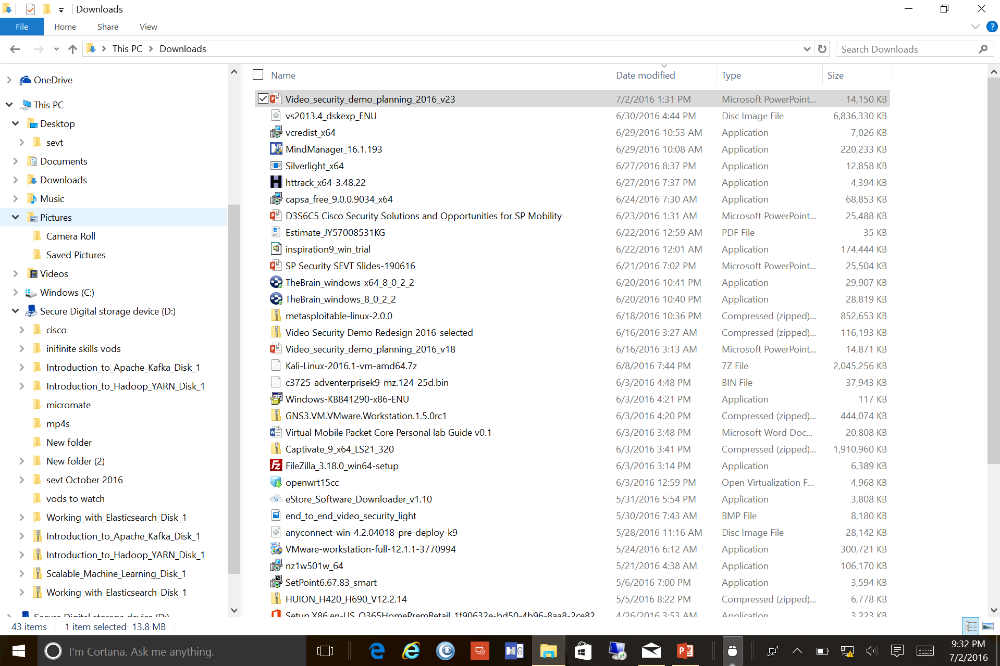 Downloads
File Home Share View
This PC Downloads
Search Downloads
OneDrive
This PC
Desktop
sevt
Documents
Downloads
Music
Pictures
Camera Roll
Saved Pictures
Videos
Windows (C:)
Secure Digital storage device (D:)
cisco
inifinite skills vods
Introduction_to_Apache_Kafka_Disk_1
Introduction_to_Hadoop_YARN_Disk_1
micromate
mp4s
New folder
New folder (2)
sevt October 2016
vods to watch
Working_with_Elasticsearch_Disk_1
Introduction_to_Apache_Kafka_Disk_1
Introduction_to_Hadoop_YARN_Disk_1
Scalable_Machine_Learning_Disk_1
Working_with_Elasticsearch_Disk_1
Secure Digital storage device (D:)
Name Date modified Type Size
Video_security_demo_planning_2016_v23 7/2/2016 1:31 PM Microsoft PowerPoint... 14,150 KB
vs2013.4_dskexp_ENU 6/30/2016 4:44 PM Disc Image File 6,836,330 KB
vcredist_x64 6/29/2016 10:53 AM Application 7,026 KB
MindManager_16.1.193 6/29/2016 10:08 AM Application 220,233 KB
Silverlight_x64 6/27/2016 8:37 PM Application 12,858 KB
httrack_x64-3.48.22 6/27/2016 7:37 PM Application 4,394 KB
capsa_free_9.0.0.9034_x64 6/24/2016 7:30 AM Application 68,853 KB
D3S6C5 Cisco Security Solutions and Opportunities for SP Mobility 6/23/2016 1:31 AM Microsoft PowerPoint... 25,488 KB
Estimate_JY57008531KG 6/22/2016 12:59 AM PDF File 35 KB
inspiration9_win_trial 6/22/2016 12:01 AM Application 174,444 KB
SP Security SEVT Slides-190616 6/21/2016 7:02 PM Microsoft PowerPoint... 25,504 KB
TheBrain_windows-x64_8_0_2_2 6/20/2016 10:41 PM Application 29,907 KB
TheBrain_windows_8_0_2_2 6/20/2016 10:40 PM Application 28,819 KB
metasploitable-linux-2.0.0 6/18/2016 10:36 PM Compressed (zipped)... 852,653 KB
Video Security Demo Redesign 2016-selected 6/16/2016 3:27 AM Compressed (zipped)... 116,193 KB
Video_security_demo_planning_2016_v18 6/16/2016 3:13 AM Microsoft PowerPoint... 14,871 KB
Kali-Linux-2016.1-vm-amd64.7z 6/8/2016 7:44 PM 7Z File 2,045,256 KB
c3725-adventerprisek9-mz.124-25d.bin 6/3/2016 4:48 PM BIN File 37,943 KB
Windows-KB841290-x86-ENU 6/3/2016 4:21 PM Application 117 KB
GNS3.VM.VMware.Workstation.1.5.0rc1 6/3/2016 4:20 PM Compressed (zipped)... 444,074 KB
Virtual Mobile Packet Core Personal lab Guide v0.1 6/3/2016 3:48 PM Microsoft Word Doc... 20,808 KB
Captivate_9_x64_LS21_320 6/3/2016 3:41 PM Compressed (zipped)... 1,910,960 KB
FileZilla_3.18.0_win64-setup 6/3/2016 3:14 PM Application 6,389 KB
openwrt15cc 6/3/2016 12:59 PM Open Virtualization F... 4,968 KB
eStore_Software_Downloader_v1.10 5/31/2016 5:54 PM Application 3,808 KB
end_to_end_video_security_light 5/30/2016 7:43 AM BMP File 8,180 KB
anyconnect-win-4.2.04018-pre-deploy-k9 5/28/2016 11:16 AM Disc Image File 28,142 KB
VMware-workstation-full-12.1.1-3770994 5/24/2016 6:12 AM Application 300,721 KB
nz1w501w_64 5/21/2016 4:38 AM Application 106,170 KB
SetPoint6.67.83_smart 5/6/2016 7:00 PM Application 3,594 KB
HUION_H420_H690_V12.2.14 5/5/2016 8:22 PM Compressed (zipped)... 6,778 KB
Setup.X86.en-US_O365HomePremRetail_1f90632e-bd50-4b96-8aa8-2ce82... 4/26/2016 3:53 AM Application 3,223 KB
43 items 1 item selected 13.8 MB
I'm Cortana. Ask me anything.
9:32 PM
7/2/2016